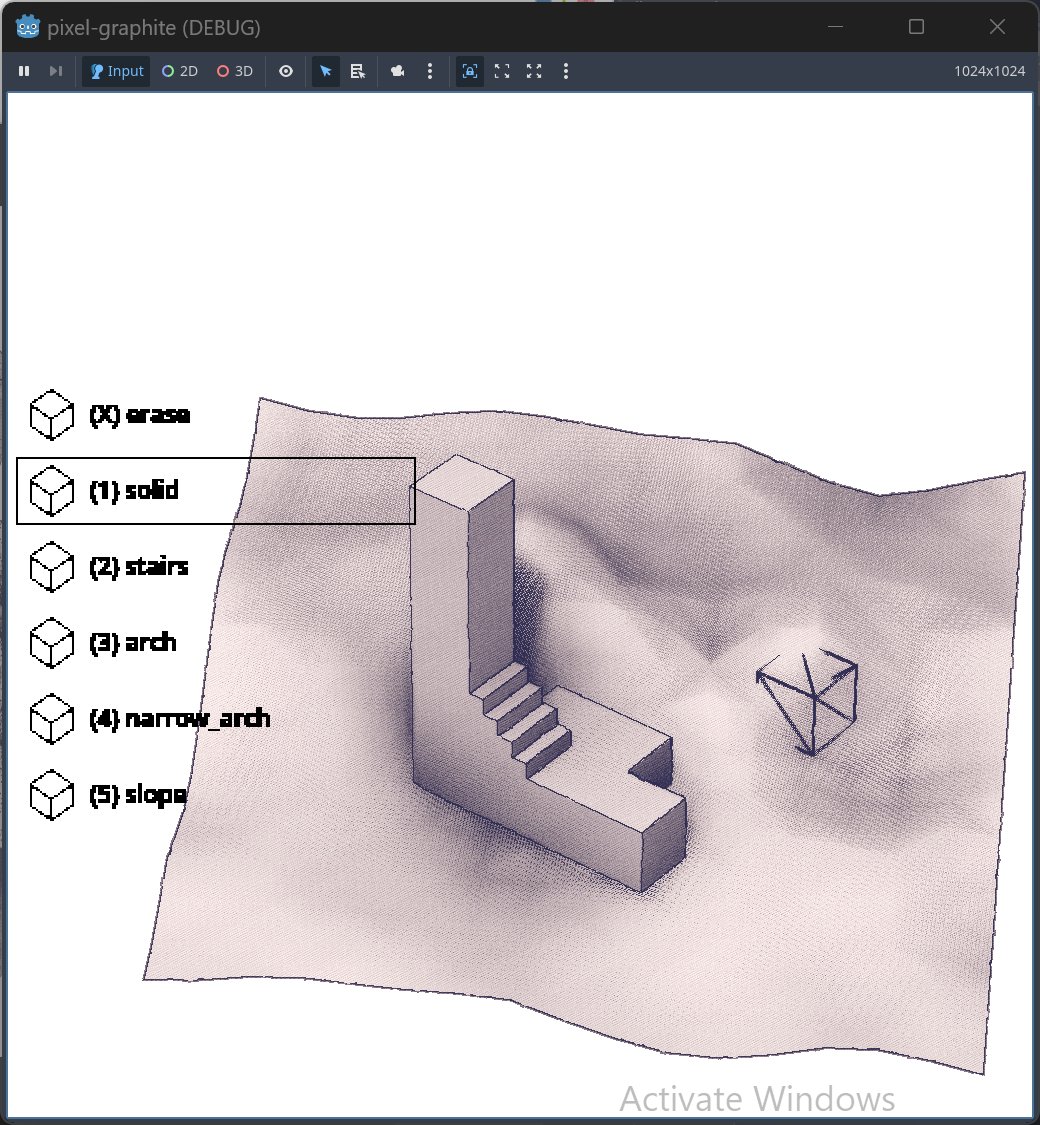 pixel-graphite (DEBUG)
Input 2D 3D 1024x1024
(X) erase
(1) solid
(2) stairs
(3) arch
(4) narrow_arch
(5) slope
Activate Windows